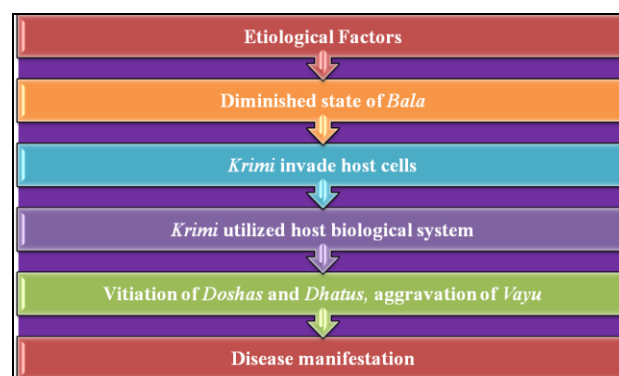 Etiological Factors
Diminished state of Bala
Krimi invade host cells
Krimi utilized host biological system
Vitiation of Doshas and Dhatus, aggravation of Vayu
Disease manifestation